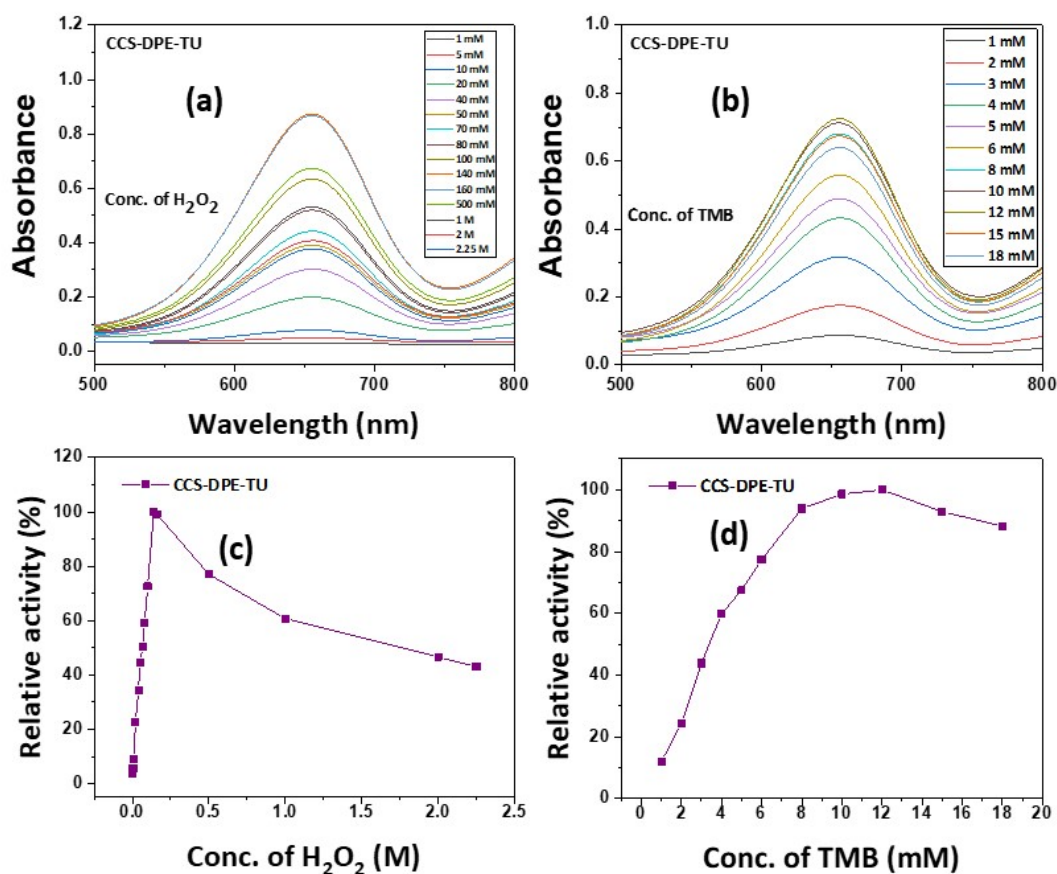 1.2
1.0
0.8
0.6
0.4
0.2
0.0
Absorbance
CCS-DPE-TU
(a)
Conc. of H₂O₂
1 mM
5 mM
10 mM
20 mM
40 mM
50 mM
70 mM
80 mM
100 mM
140 mM
160 mM
500 mM
1 M
2 M
2.25 M
500
600
700
800
Wavelength (nm)
1.0
0.8
0.6
0.4
0.2
0.0
Absorbance
CCS-DPE-TU
(b)
Conc. of TMB
1 mM
2 mM
3 mM
4 mM
5 mM
6 mM
8 mM
10 mM
12 mM
15 mM
18 mM
500
600
700
800
Wavelength (nm)
120
100
80
60
40
20
0
Relative activity (%)
CCS-DPE-TU
(c)
0.0
0.5
1.0
1.5
2.0
2.5
Conc. of H₂O₂ (M)
100
80
60
40
20
0
Relative activity (%)
CCS-DPE-TU
(d)
0
2
4
6
8
10
12
14
16
18
20
Conc. of TMB (mM)